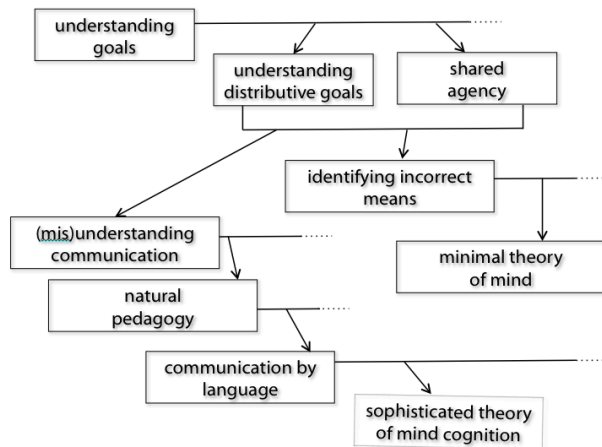 understanding
goals
understanding
distributive goals
shared
agency
identifying incorrect
means
(mis)understanding
communication
minimal theory
of mind
natural
pedagogy
communication by
language
sophisticated theory
of mind cognition